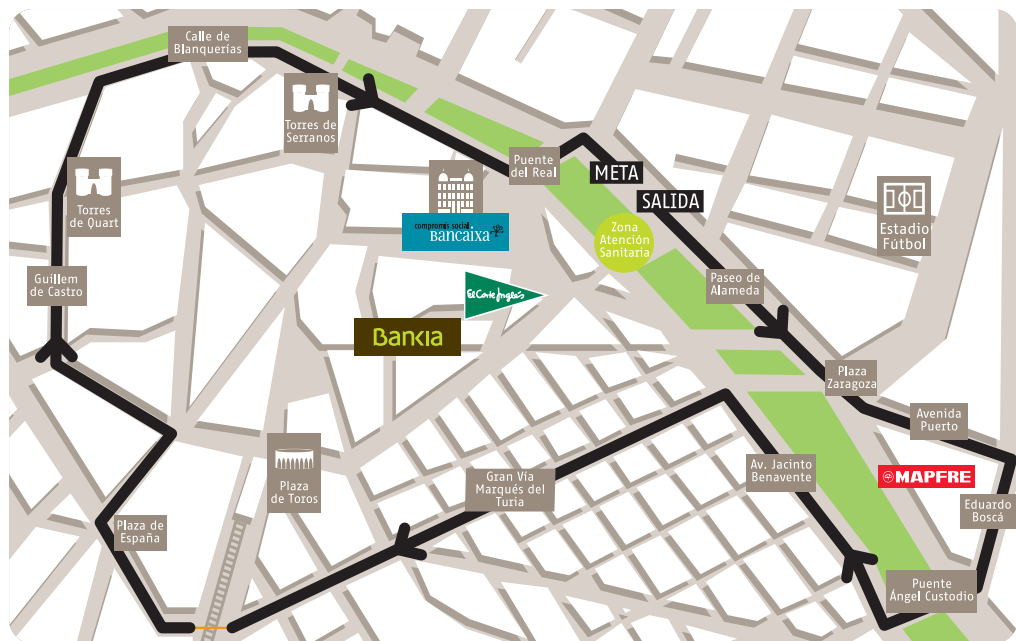 Calle de
Blanquerías
Torres de
Serranos
Puente
del Real
META
SALIDA
Torres
de Quart
compromis social
Bancaixa
Zona
Atención
Sanitaria
Estadio
Fútbol
Guillem
de Castro
El Corte Inglés
Paseo de
Alameda
Bankia
Plaza
Zaragoza
Avenida
Puerto
Gran Vía
Marqués del
Turia
Av. Jacinto
Benavente
MAPFRE
Plaza
de Toros
Eduardo
Boscá
Plaza de
España
Puente
Ángel Custodio